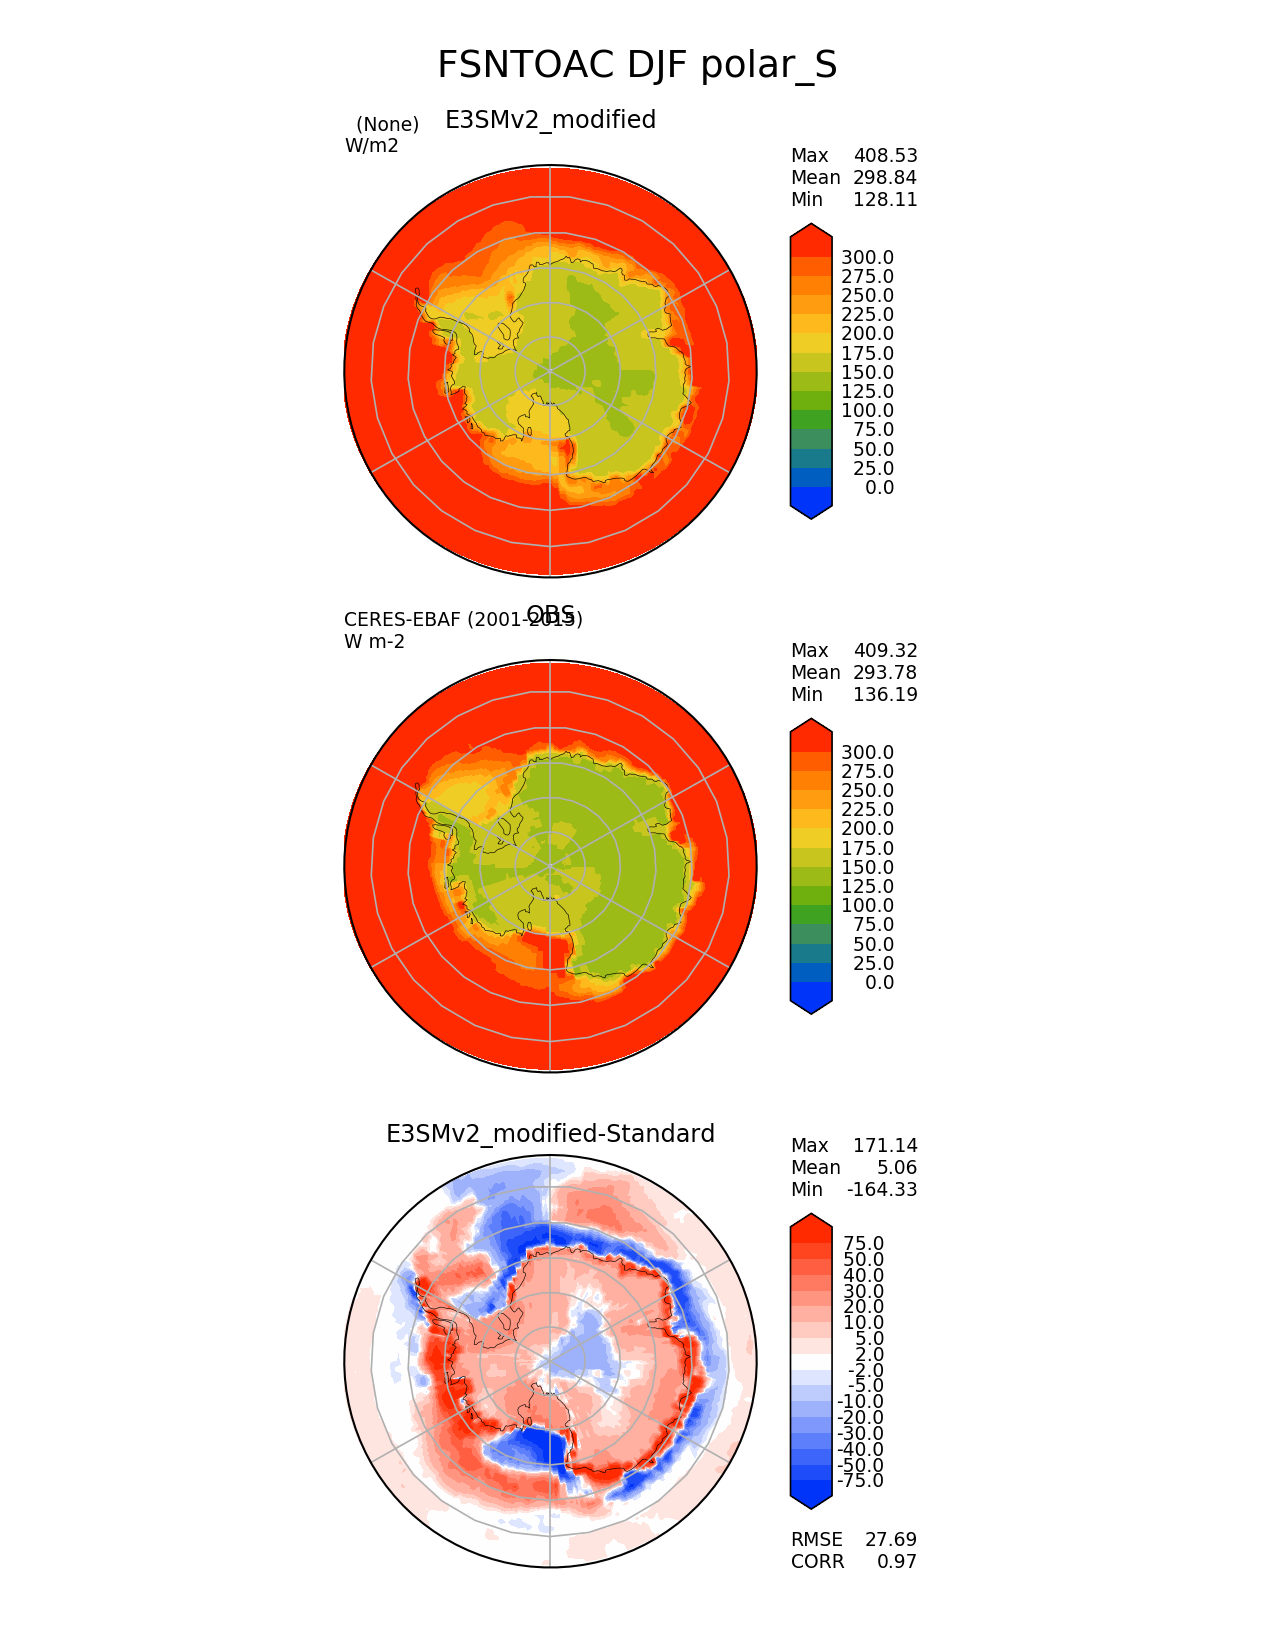 FSNTOAC DJF polar_S
E3SMv2_modified
(None)
W/m2
Max 408.53
Mean 298.84
Min 128.11
300.0
275.0
250.0
225.0
200.0
175.0
150.0
125.0
100.0
75.0
50.0
25.0
0.0
OBS
CERES-EBAF (2001-2015)
W m-2
Max 409.32
Mean 293.78
Min 136.19
300.0
275.0
250.0
225.0
200.0
175.0
150.0
125.0
100.0
75.0
50.0
25.0
0.0
E3SMv2_modified-Standard
Max 171.14
Mean 5.06
Min -164.33
75.0
50.0
40.0
30.0
20.0
10.0
5.0
2.0
-2.0
-5.0
-10.0
-20.0
-30.0
-40.0
-50.0
-75.0
RMSE 27.69
CORR 0.97